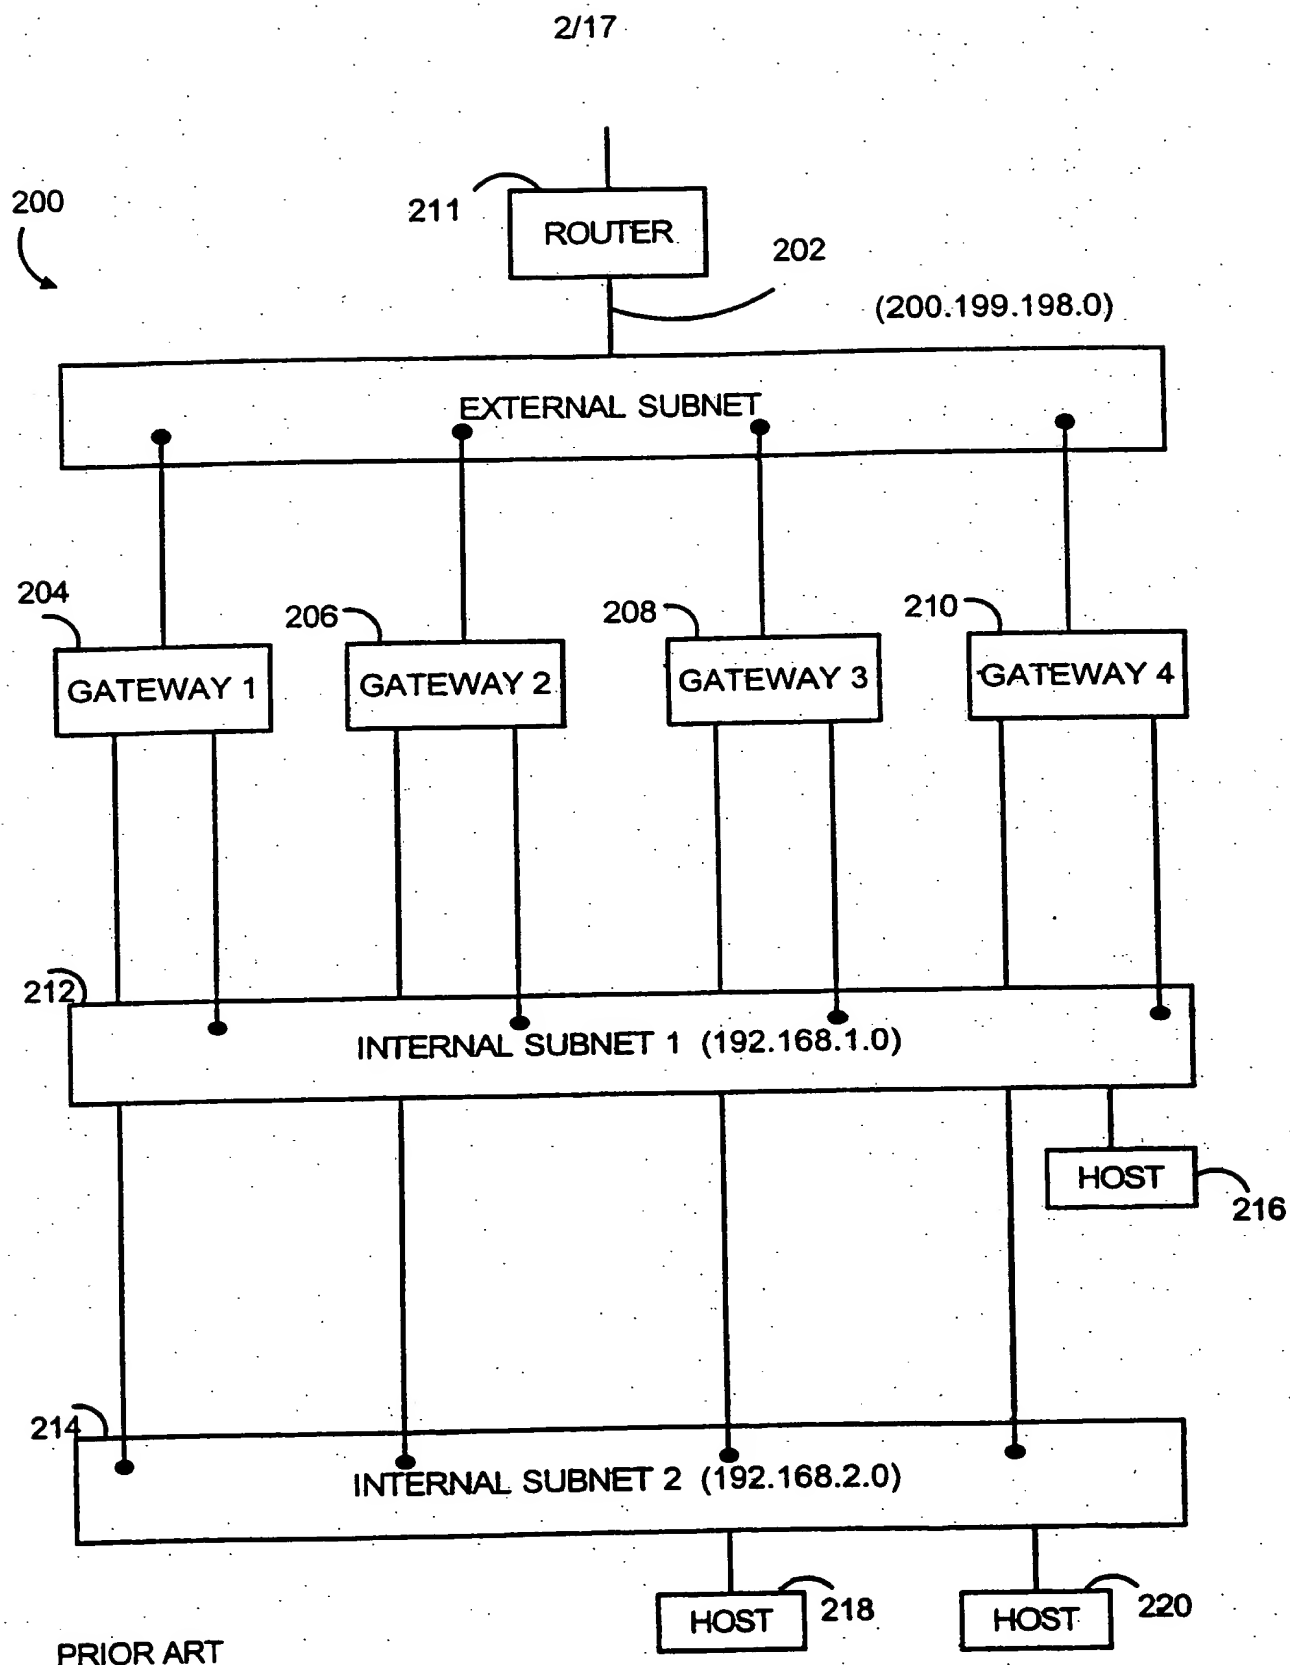 2/17
200
211
ROUTER
202
(200.199.198.0)
EXTERNAL SUBNET
204
206
208
210
GATEWAY 1
GATEWAY 2
GATEWAY 3
GATEWAY 4
212
INTERNAL SUBNET 1 (192.168.1.0)
HOST
216
214
INTERNAL SUBNET 2 (192.168.2.0)
HOST
218
HOST
220
PRIOR ART